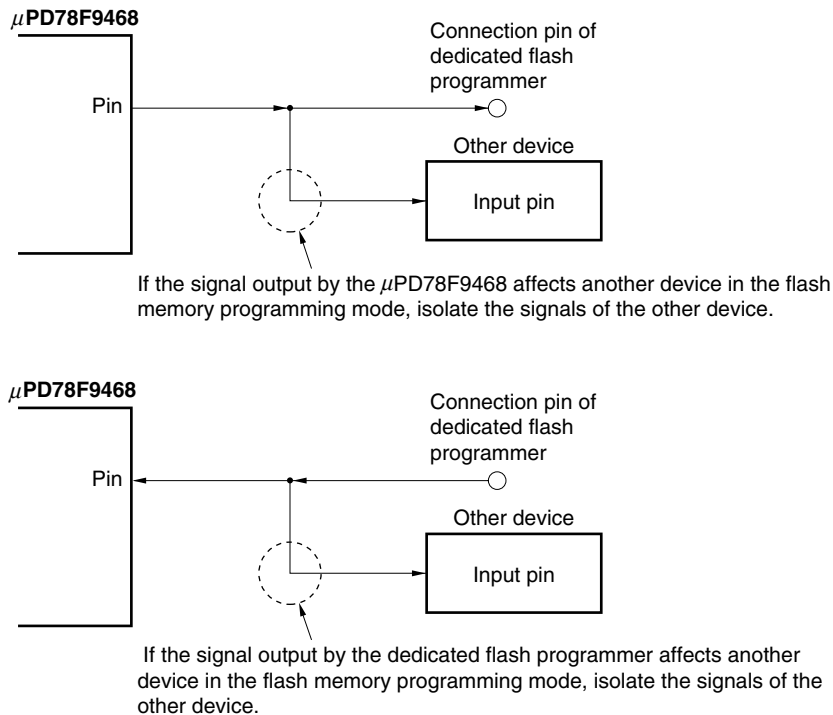 μPD78F9468
Connection pin of
dedicated flash
programmer
Pin
Other device
Input pin
If the signal output by the μPD78F9468 affects another device in the flash
memory programming mode, isolate the signals of the other device.
μPD78F9468
Connection pin of
dedicated flash
programmer
Pin
Other device
Input pin
If the signal output by the dedicated flash programmer affects another
device in the flash memory programming mode, isolate the signals of the
other device.